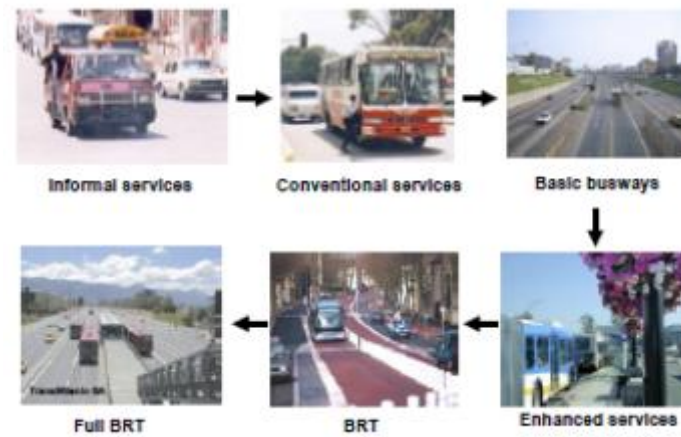 Informal services
Conventional services
Basic busways
Enhanced services
BRT
Full BRT